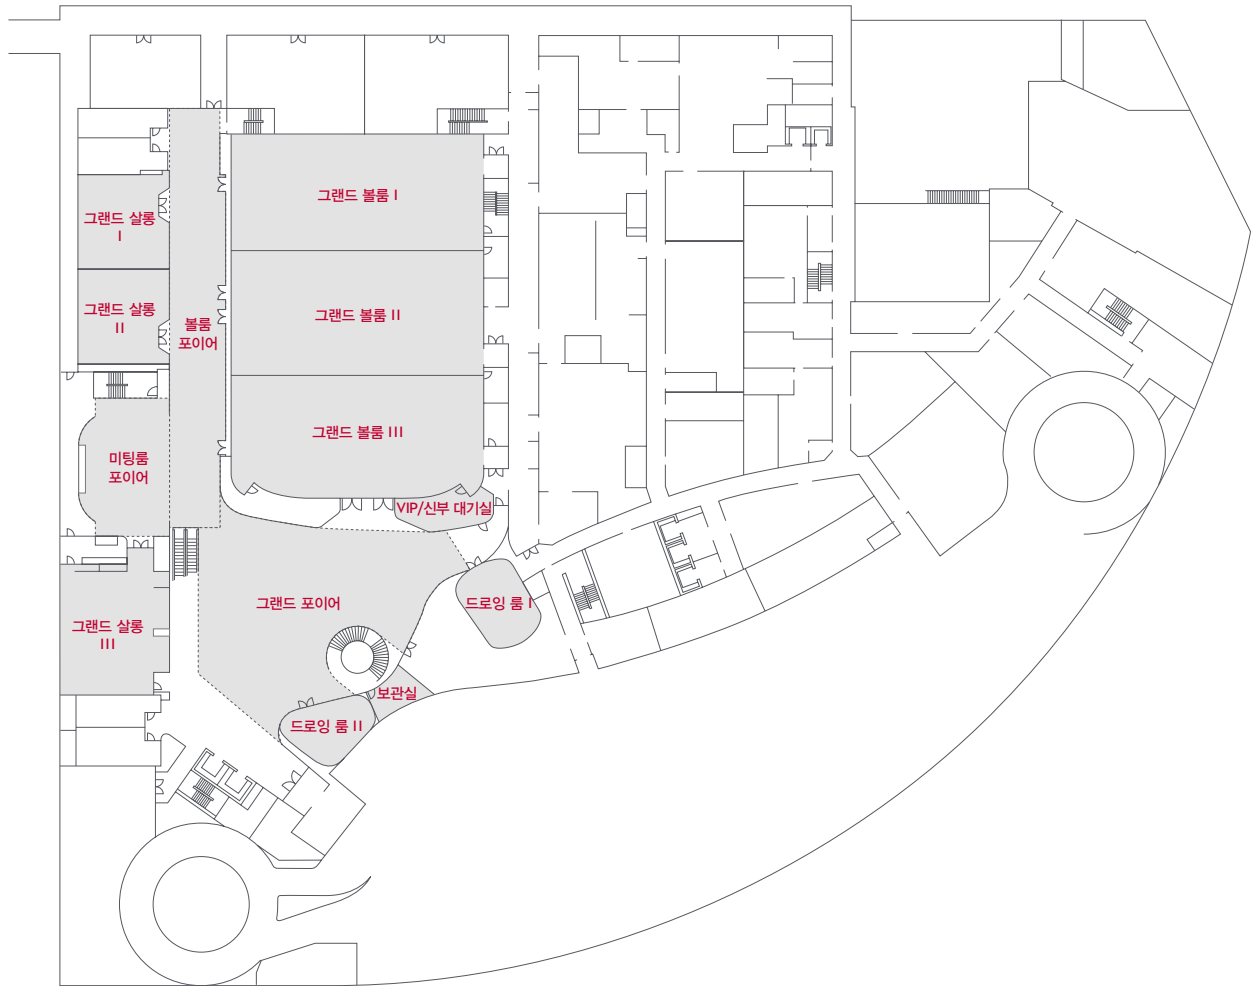 그랜드 볼룸 I
그랜드 살롱
I
그랜드 살롱
II
볼룸
포이어
그랜드 볼룸 II
그랜드 볼룸 III
미팅룸
포이어
VIP/신부 대기실
그랜드 포이어
드로잉 룸 I
그랜드 살롱
III
보관실
드로잉 룸 II